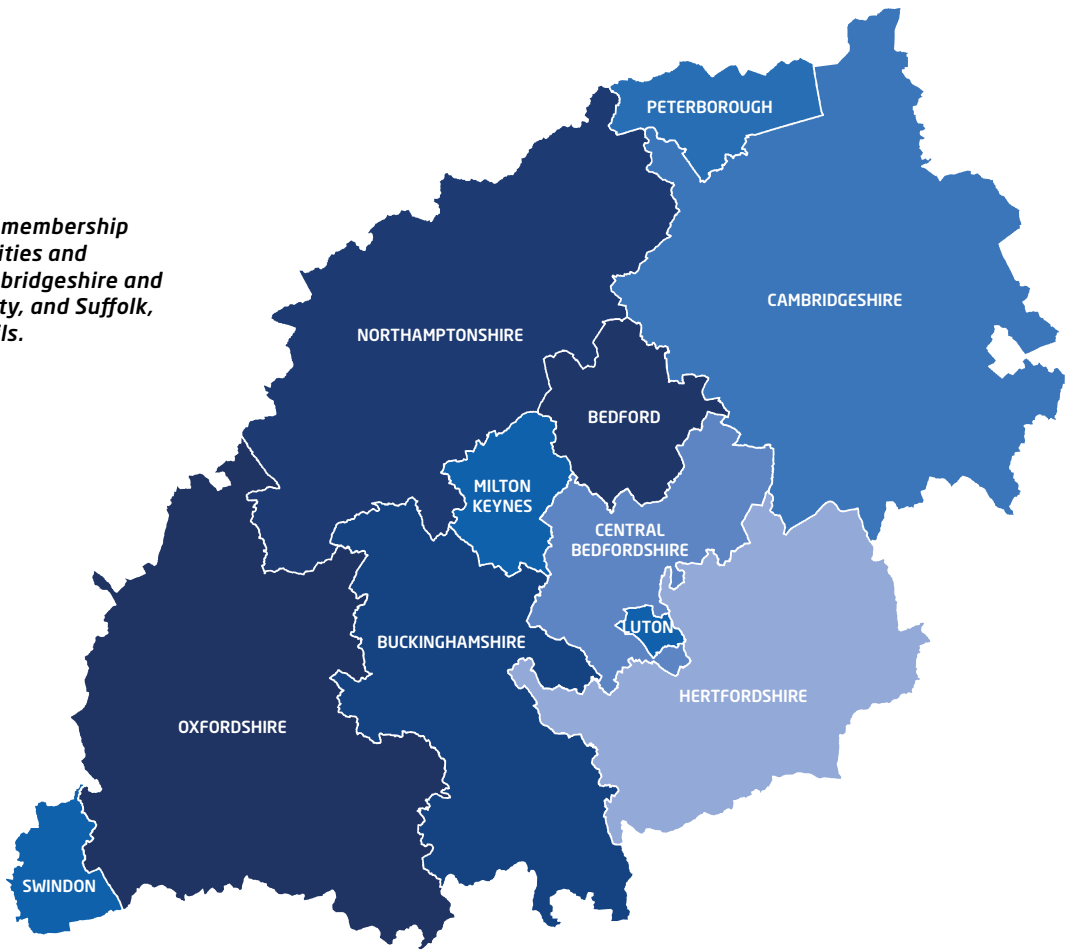 membership
ities and
bridgeshire and
ty, and Suffolk,
ls.
PETERBOROUGH
CAMBRIDGESHIRE
NORTHAMPTONSHIRE
BEDFORD
MILTON
KEYNES
CENTRAL
BEDFORDSHIRE
LUTON
BUCKINGHAMSHIRE
HERTFORDSHIRE
OXFORDSHIRE
SWINDON